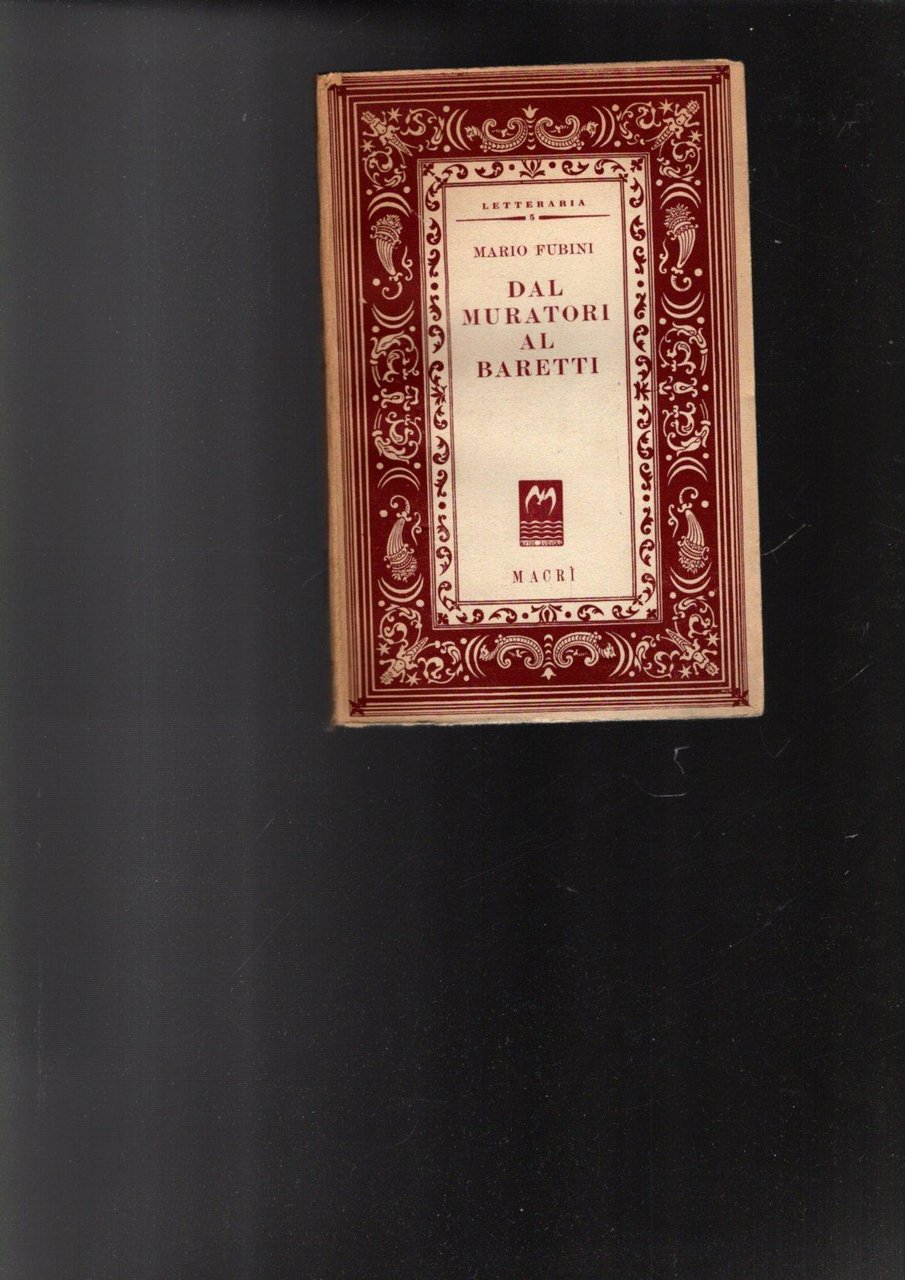 LETTERARIA
5
MARIO FUBINI
DAL
MURATORI
AL
BARETTI
MACRÌ